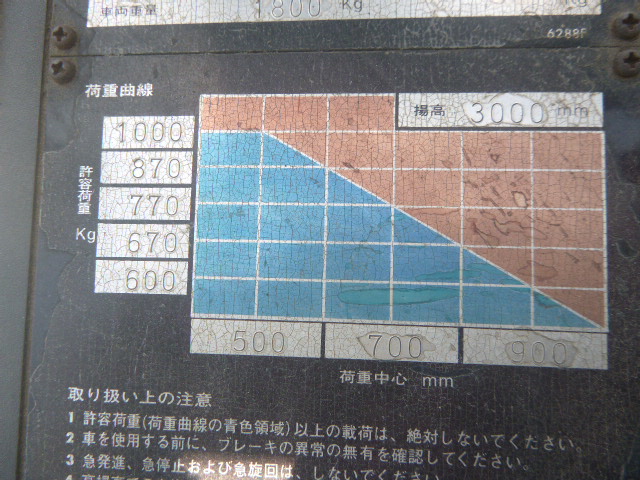 車両重量 1800 Kg Kg
6288F
荷重曲線
揚高 3000 mm
許容荷重 Kg
1000
870
770
670
600
500 700 900
荷重中心 mm
取り扱い上の注意
1 許容荷重(荷重曲線の青色領域)以上の載荷は、絶対しないでください。
2 車を使用する前に、ブレーキの異常の無有を確認してください。
3 急発進、急停止および急旋回は、しないでください。